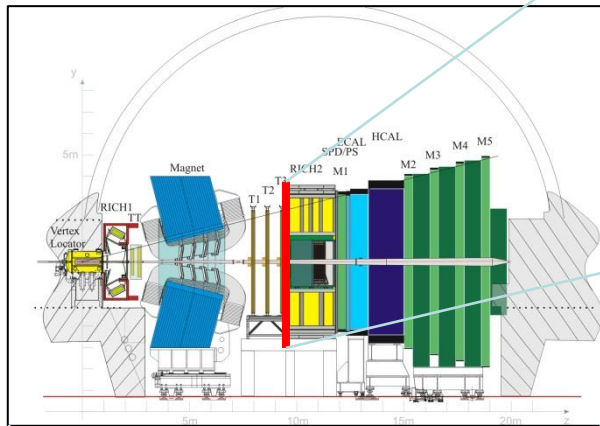 y
5m
Magnet
Vertex
Locator
RICH1
TT
T1
T2
T3
RICH2
M1
SPD/PS
ECAL
HCAL
M2
M3
M4
M5
5m
10m
15m
20m
z